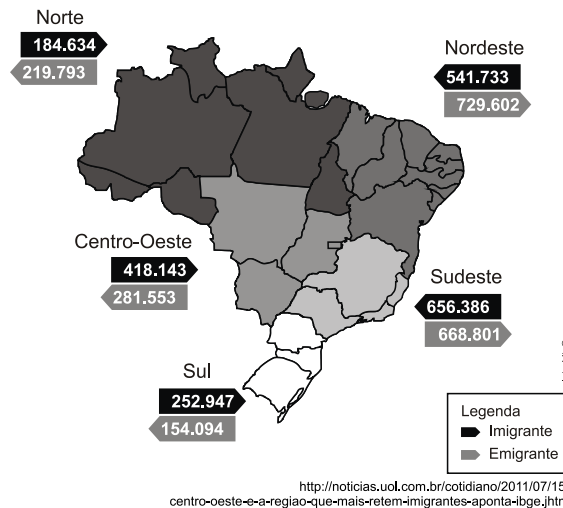 Norte
184.634
219.793
Nordeste
541.733
729.602
Centro-Oeste
418.143
281.553
Sudeste
656.386
668.801
Sul
252.947
154.094
Legenda
Imigrante
Emigrante
http://noticias.uol.com.br/cotidiano/2011/07/15
centro-oeste-e-a-regiao-que-mais-retem-imigrantes-aponta-ibge.jhtm